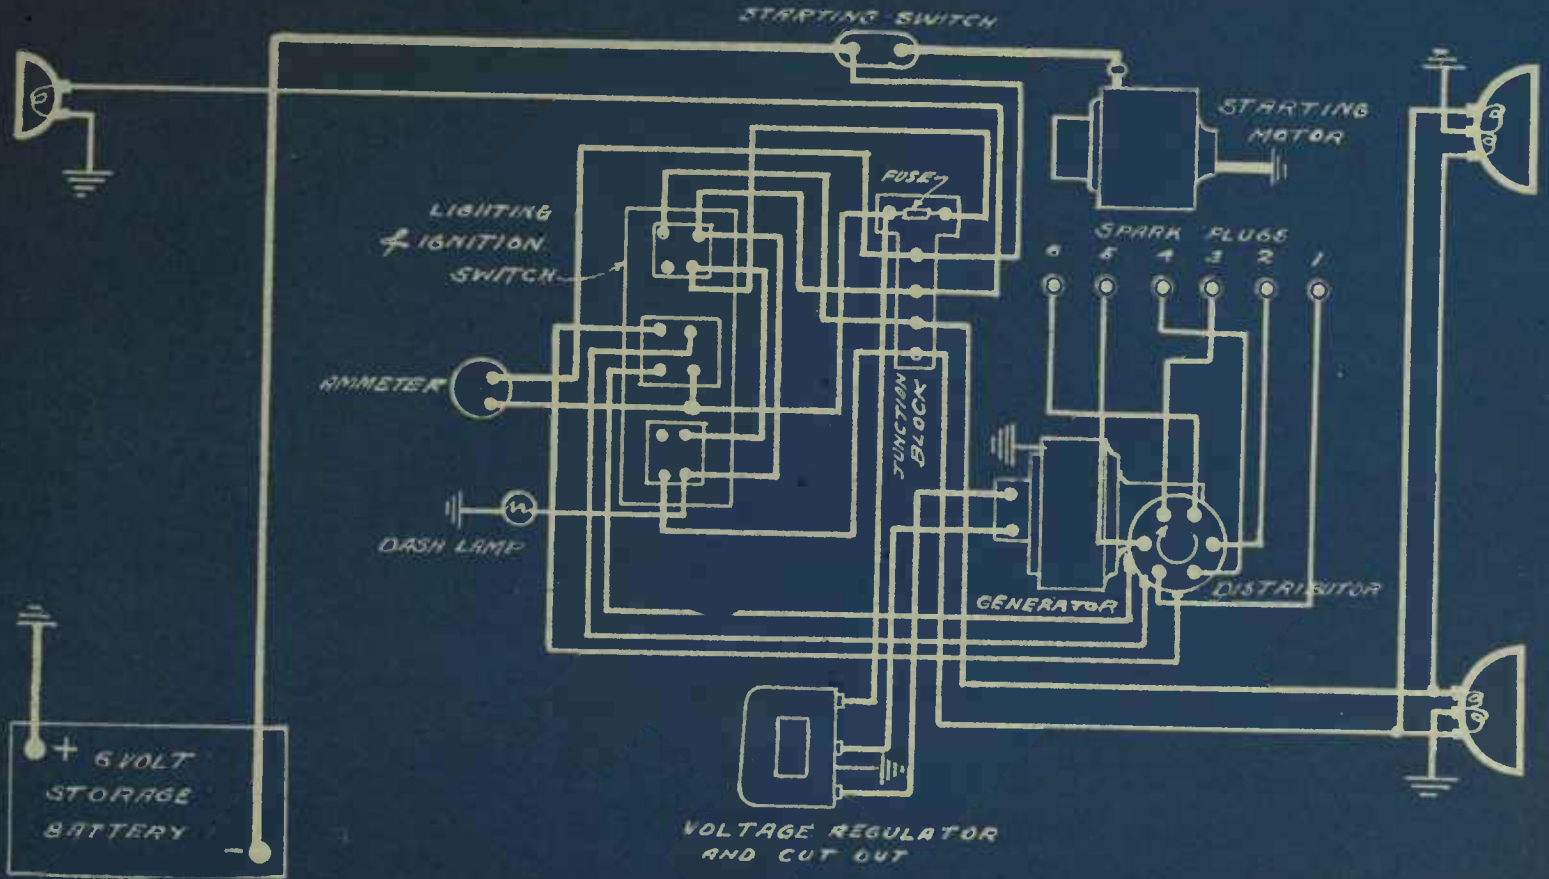 STARTING SWITCH
STARTING
MOTOR
FUSE
LIGHTING
& IGNITION
SWITCH
SPARK PLUGS
6 5 4 3 2 1
AMMETER
JUNCTION
BLOCK
DASH LAMP
GENERATOR
DISTRIBUTOR
+ 6 VOLT
STORAGE
BATTERY
-
VOLTAGE REGULATOR
AND CUT OUT